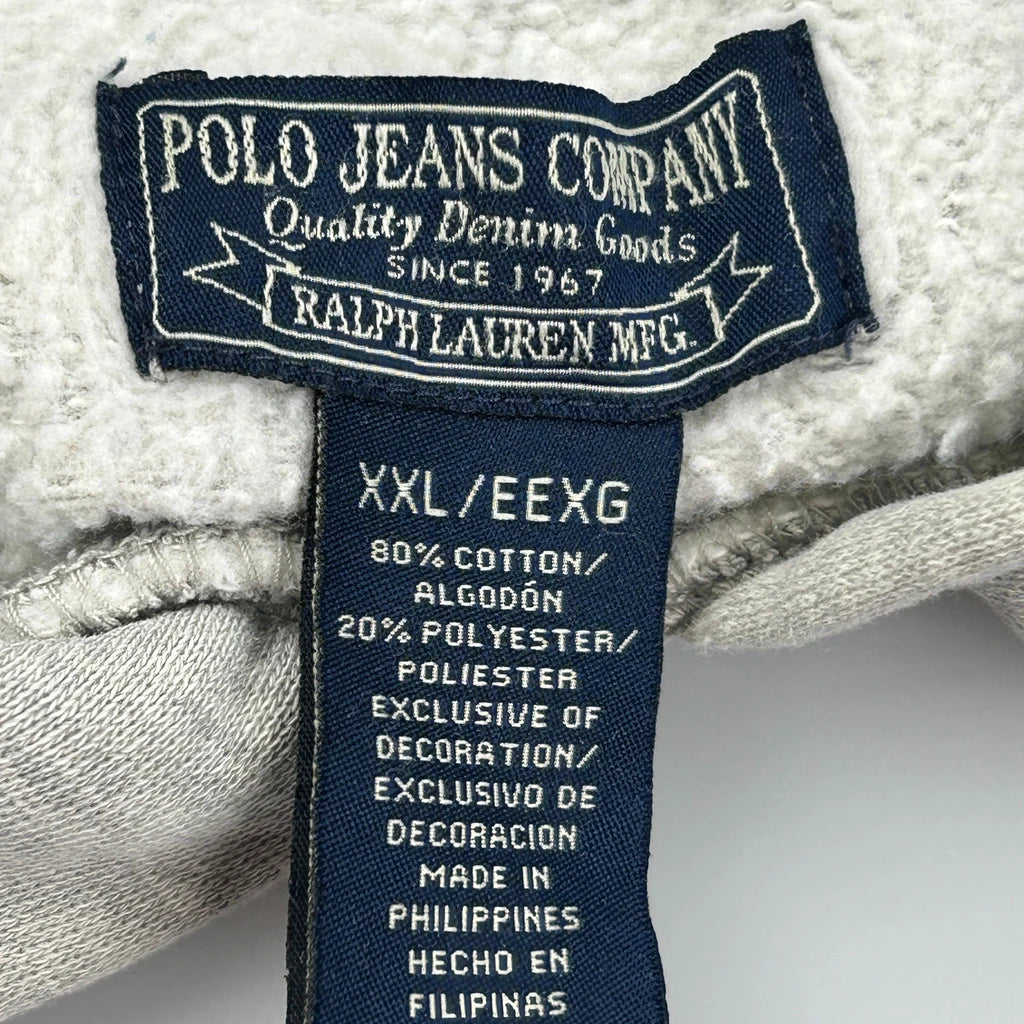 POLO JEANS COMPANY
Quality Denim Goods
SINCE 1967
RALPH LAUREN MFG.
XXL/EEXG
80% COTTON/
ALGODÓN
20% POLYESTER/
POLIESTER
EXCLUSIVE OF
DECORATION/
EXCLUSIVO DE
DECORACION
MADE IN
PHILIPPINES
HECHO EN
FILIPINAS